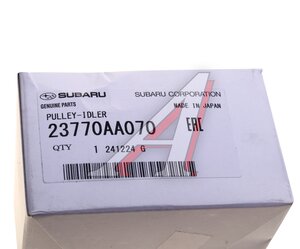 SUBARU SUBARU CORPORATION
GENUINE PARTS MADE IN JAPAN
PULLEY-IDLER
23770AA070 EAC
QTY 1 241224 G